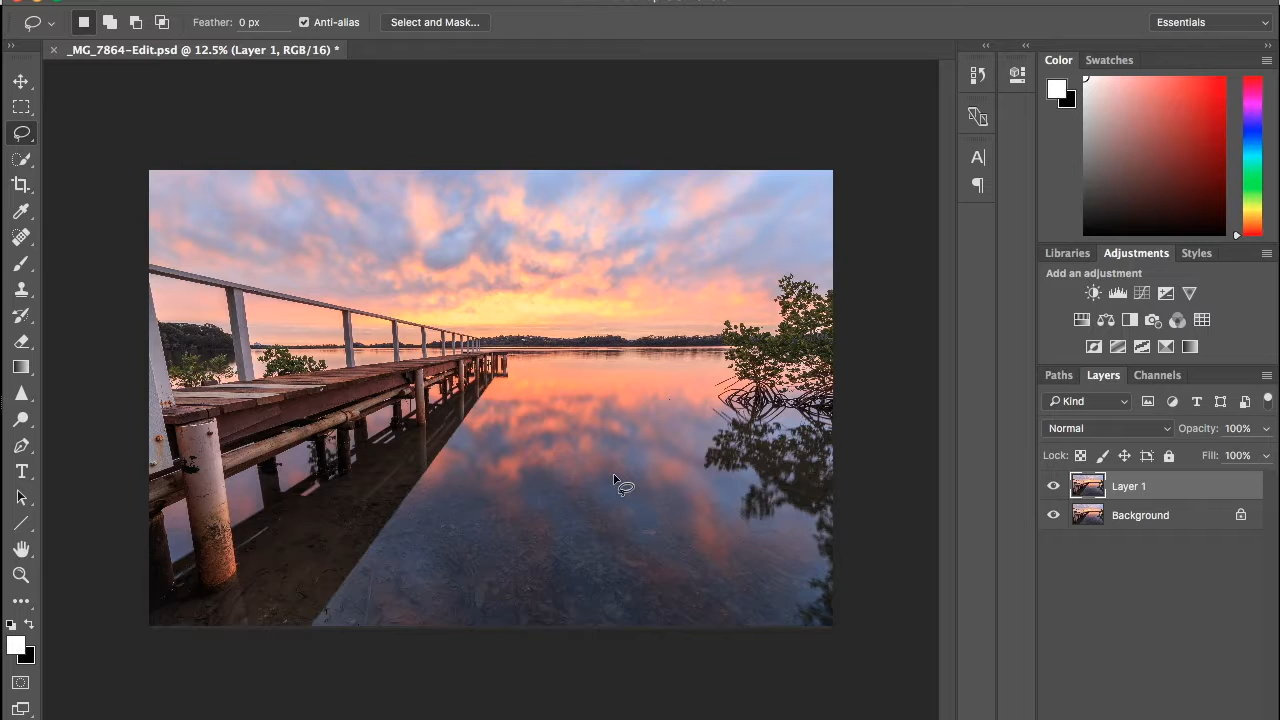 Feather: 0 px Anti-alias Select and Mask... Essentials
_MG_7864-Edit.psd @ 12.5% (Layer 1, RGB/16) *
Color Swatches
Libraries Adjustments Styles
Add an adjustment
Paths Layers Channels
Kind
Normal Opacity: 100%
Lock: Fill: 100%
Layer 1
Background